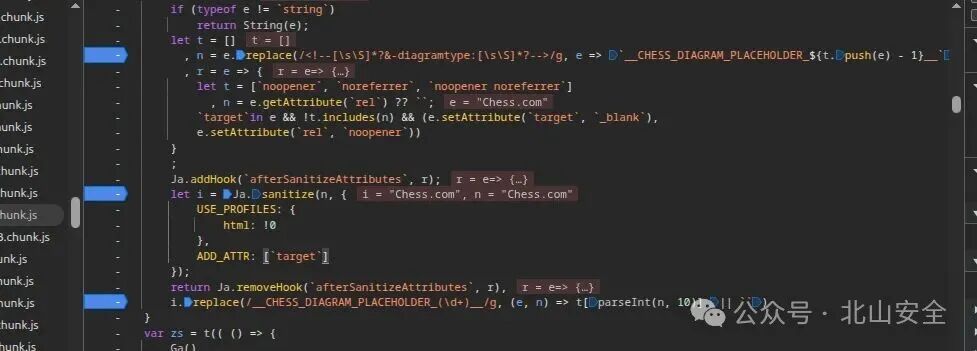 .chunk.js
chunk.js
.chunk.js
hunk.js
hunk.js
hunk.js
hunk.js
.chunk.js
chunk.js
chunk.js
3.chunk.js
hunk.js
hunk.js
hunk.js
chunk.js
if (typeof e != `string`)
return String(e);
let t = [] t = []
, n = e.replace(/<!--[\s\S]*?&-diagramtype:[\s\S]*?-->/g, e => `__CHESS_DIAGRAM_PLACEHOLDER_${t.push(e) - 1}__`
, r = e => { r = e=> {…}
let t = [`noopener`, `noreferrer`, `noopener noreferrer`]
, n = e.getAttribute(`rel`) ?? ``; e = "Chess.com"
`target`in e && !t.includes(n) && (e.setAttribute(`target`, `_blank`),
e.setAttribute(`rel`, `noopener`))
}
;
Ja.addHook(`afterSanitizeAttributes`, r); r = e=> {…}
let i = Ja.sanitize(n, { i = "Chess.com", n = "Chess.com"
USE_PROFILES: {
html: !0
},
ADD_ATTR: [`target`]
});
return Ja.removeHook(`afterSanitizeAttributes`, r), r = e=> {…}
i.replace(/__CHESS_DIAGRAM_PLACEHOLDER_(\d+)__/g, (e, n) => t[parseInt(n, 10)] || ``)
}
var zs = t(( () => {
Ga()
公众号 · 北山安全